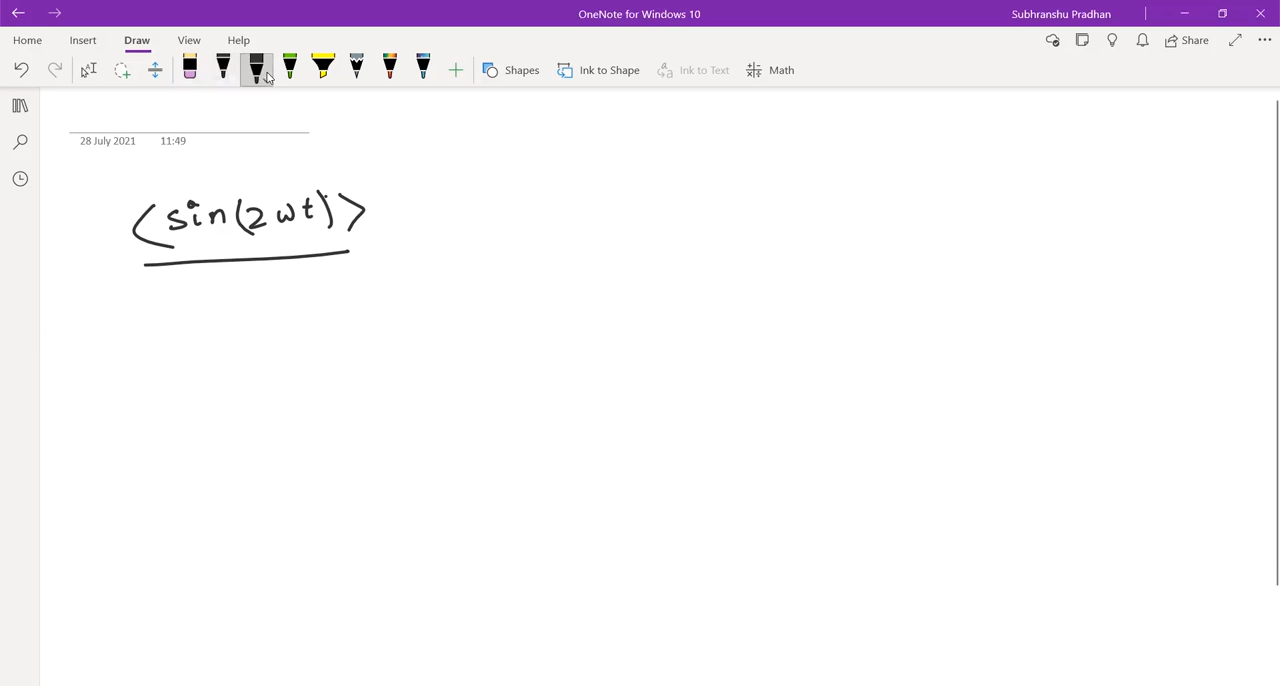 OneNote for Windows 10
Subhranshu Pradhan
Home Insert Draw View Help
Share
Shapes Ink to Shape Ink to Text Math
28 July 2021 11:49
⟨sin(2ωt)⟩